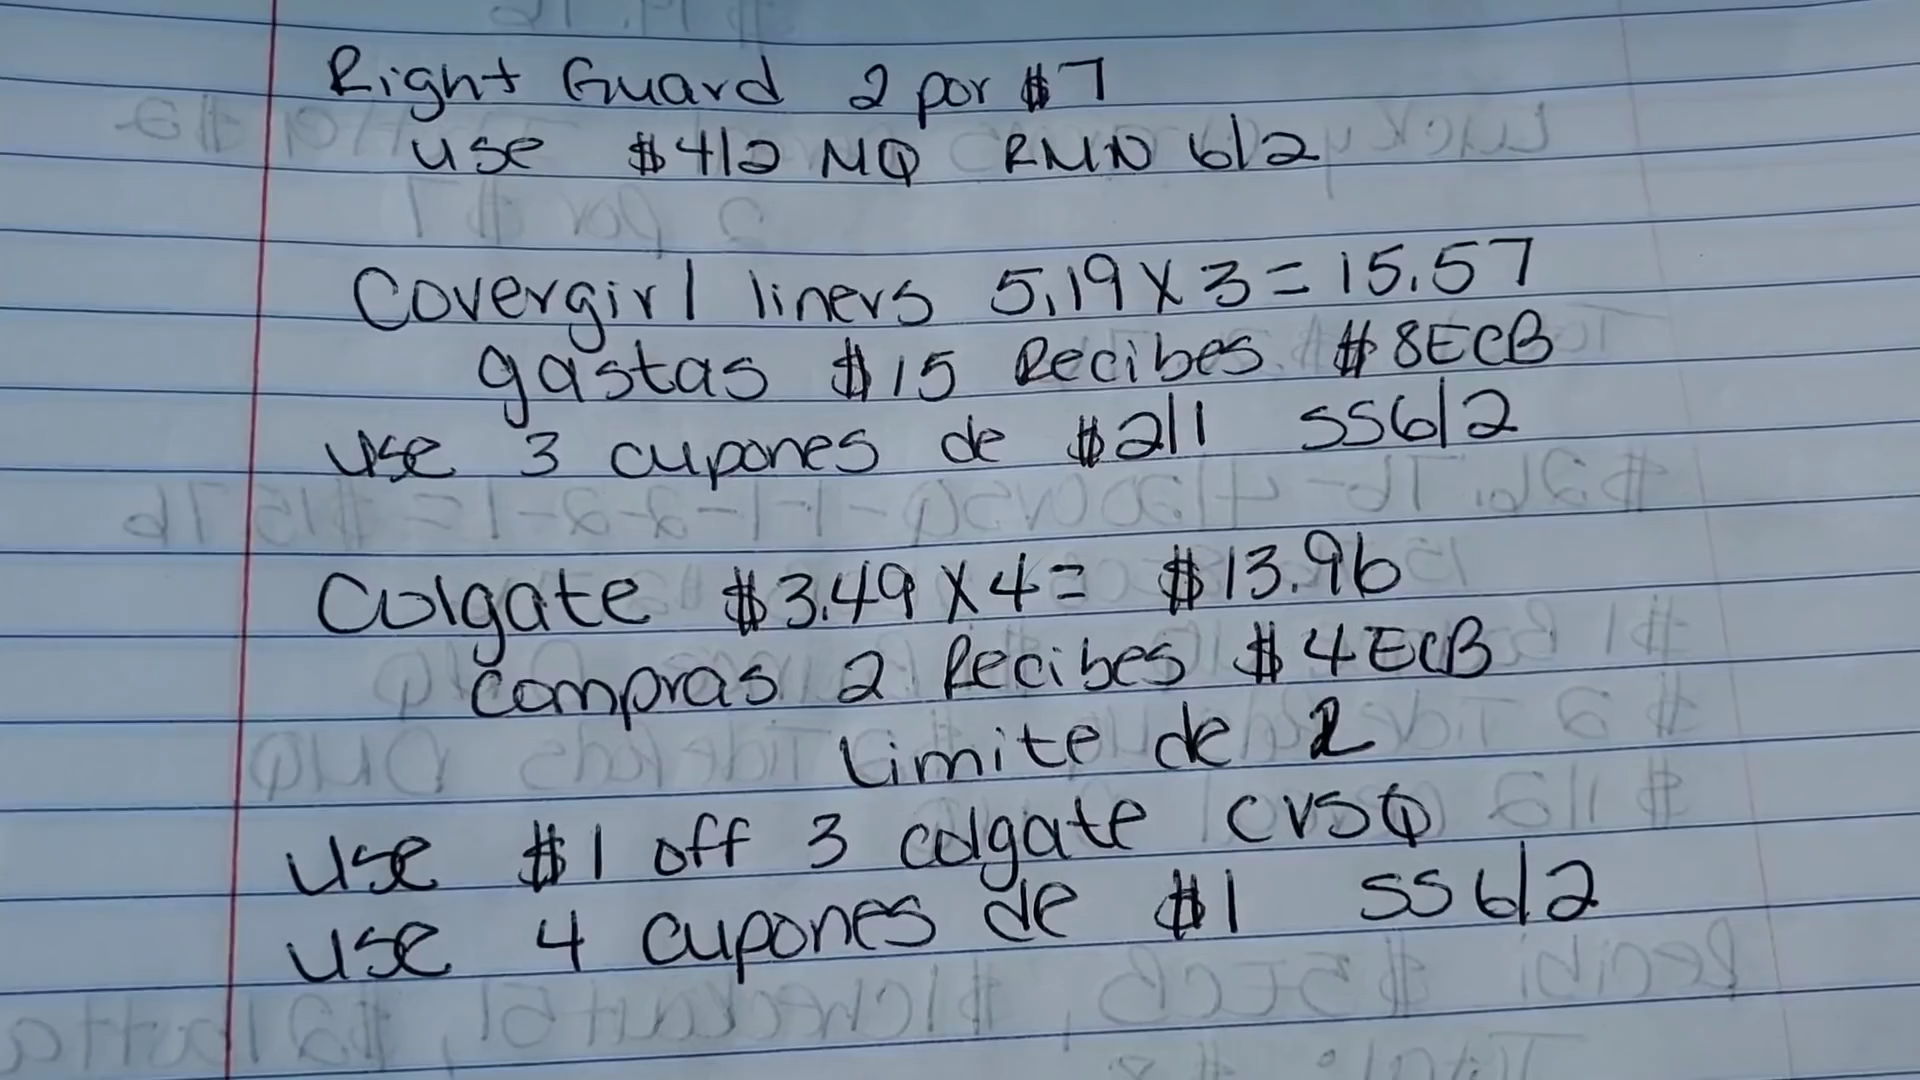 Right Guard 2 por $7
use $4/2 MQ RMN 6/2
Covergirl liners 5.19 X 3 = 15.57
gastas $15 Recibes $8ECB
use 3 cupones de $2/1 SS6/2
Colgate $3.49 X 4 = $13.96
compras 2 Recibes $4ECB
Limite de 2
use $1 off 3 colgate CVSQ
use 4 cupones de $1 SS 6/2